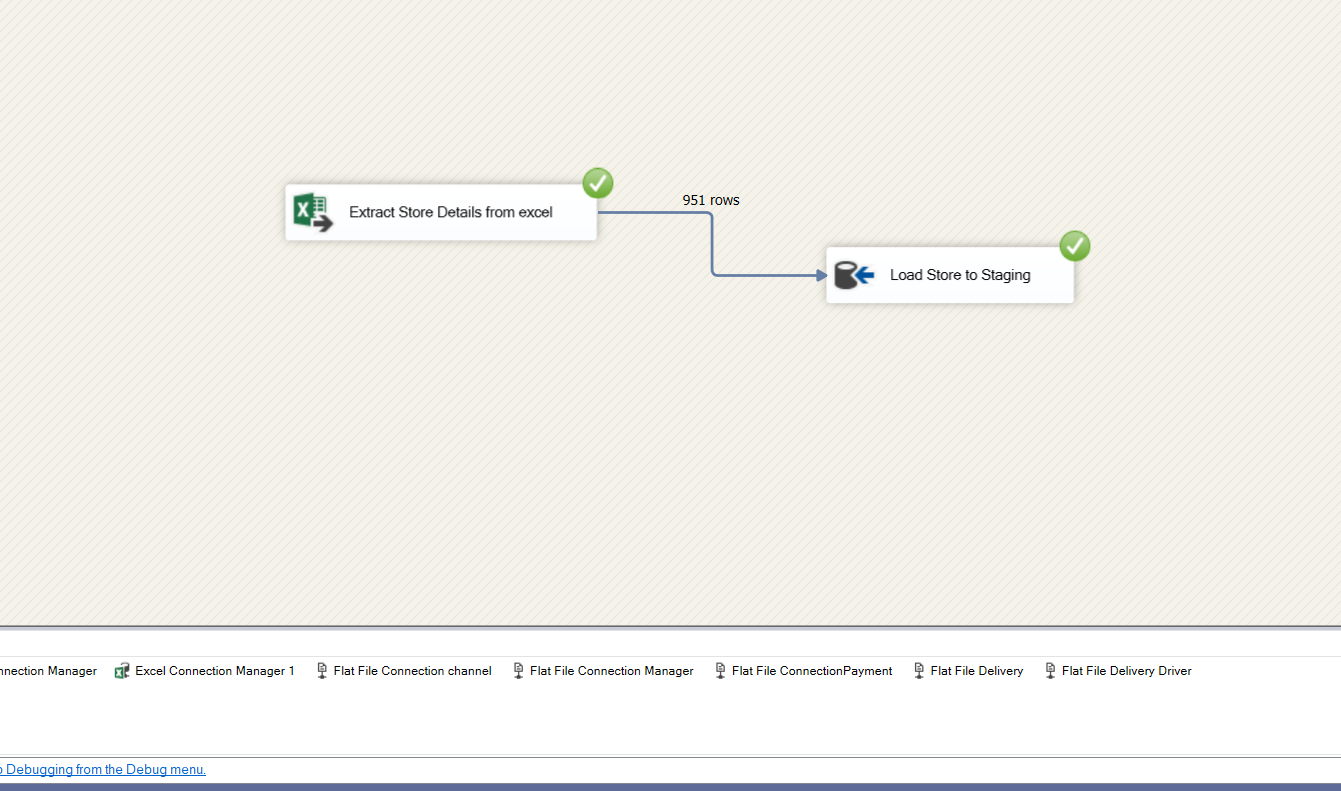 951 rows
Extract Store Details from excel
Load Store to Staging
Connection Manager Excel Connection Manager 1 Flat File Connection channel Flat File Connection Manager Flat File ConnectionPayment Flat File Delivery Flat File Delivery Driver
Debugging from the Debug menu.